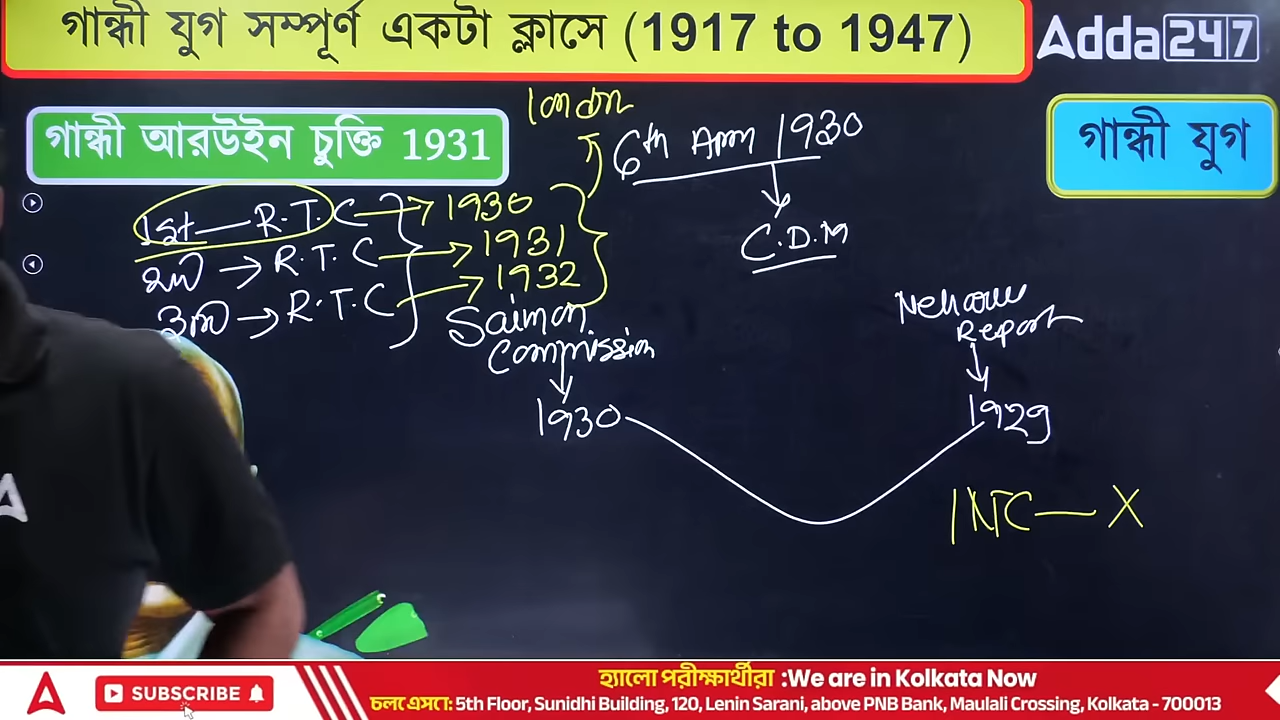 গান্ধী যুগ সম্পূর্ণ একটা ক্লাসে (1917 to 1947)
Adda247
গান্ধী আরউইন চুক্তি 1931
গান্ধী যুগ
London
6th April 1930
C.D.M
1st — R.T.C → 1930
2nd → R.T.C → 1931
3rd → R.T.C → 1932
Saimon
Commission
1930
Neharu
Report
1929
INC — X
SUBSCRIBE
হ্যালো পরীক্ষার্থীরা :We are in Kolkata Now
চলে এসো: 5th Floor, Sunidhi Building, 120, Lenin Sarani, above PNB Bank, Maulali Crossing, Kolkata - 700013